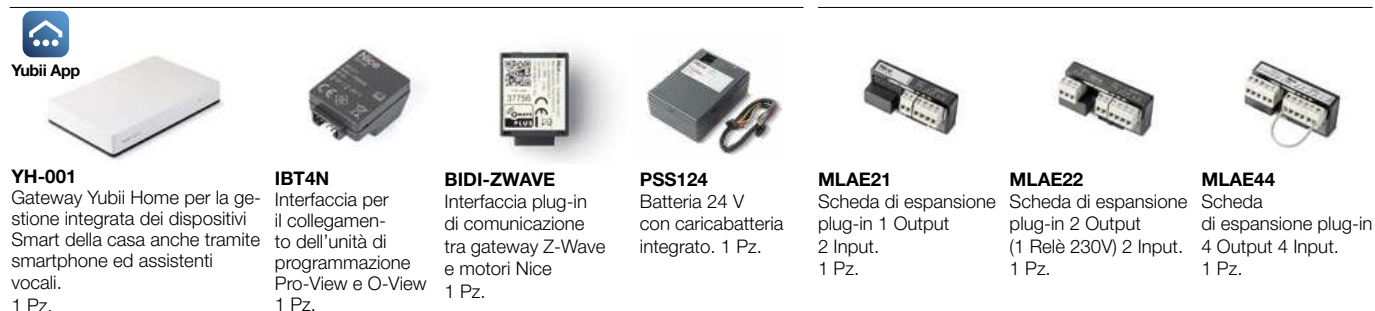 Yubii App
YH-001
Gateway Yubii Home per la ge-
stione integrata dei dispositivi
Smart della casa anche tramite
smartphone ed assistenti
vocali.
1 Pz.
IBT4N
Interfaccia per
il collegamen-
to dell'unità di
programmazione
Pro-View e O-View
1 Pz.
37756
PLUS
BIDI-ZWAVE
Interfaccia plug-in
di comunicazione
tra gateway Z-Wave
e motori Nice
1 Pz.
PSS124
Batteria 24 V
con caricabatteria
integrato. 1 Pz.
MLAE21
Scheda di espansione
plug-in 1 Output
2 Input.
1 Pz.
MLAE22
Scheda di espansione
plug-in 2 Output
(1 Relè 230V) 2 Input.
1 Pz.
MLAE44
Scheda
di espansione plug-in
4 Output 4 Input.
1 Pz.